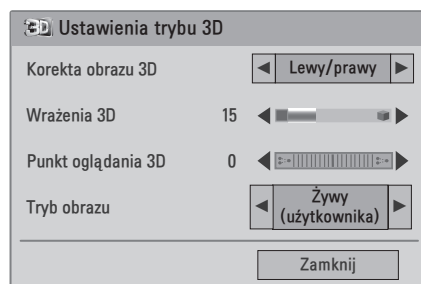 3D Ustawienia trybu 3D
Korekta obrazu 3D Lewy/prawy
Wrażenia 3D 15
Punkt oglądania 3D 0
Tryb obrazu Żywy
(użytkownika)
Zamknij